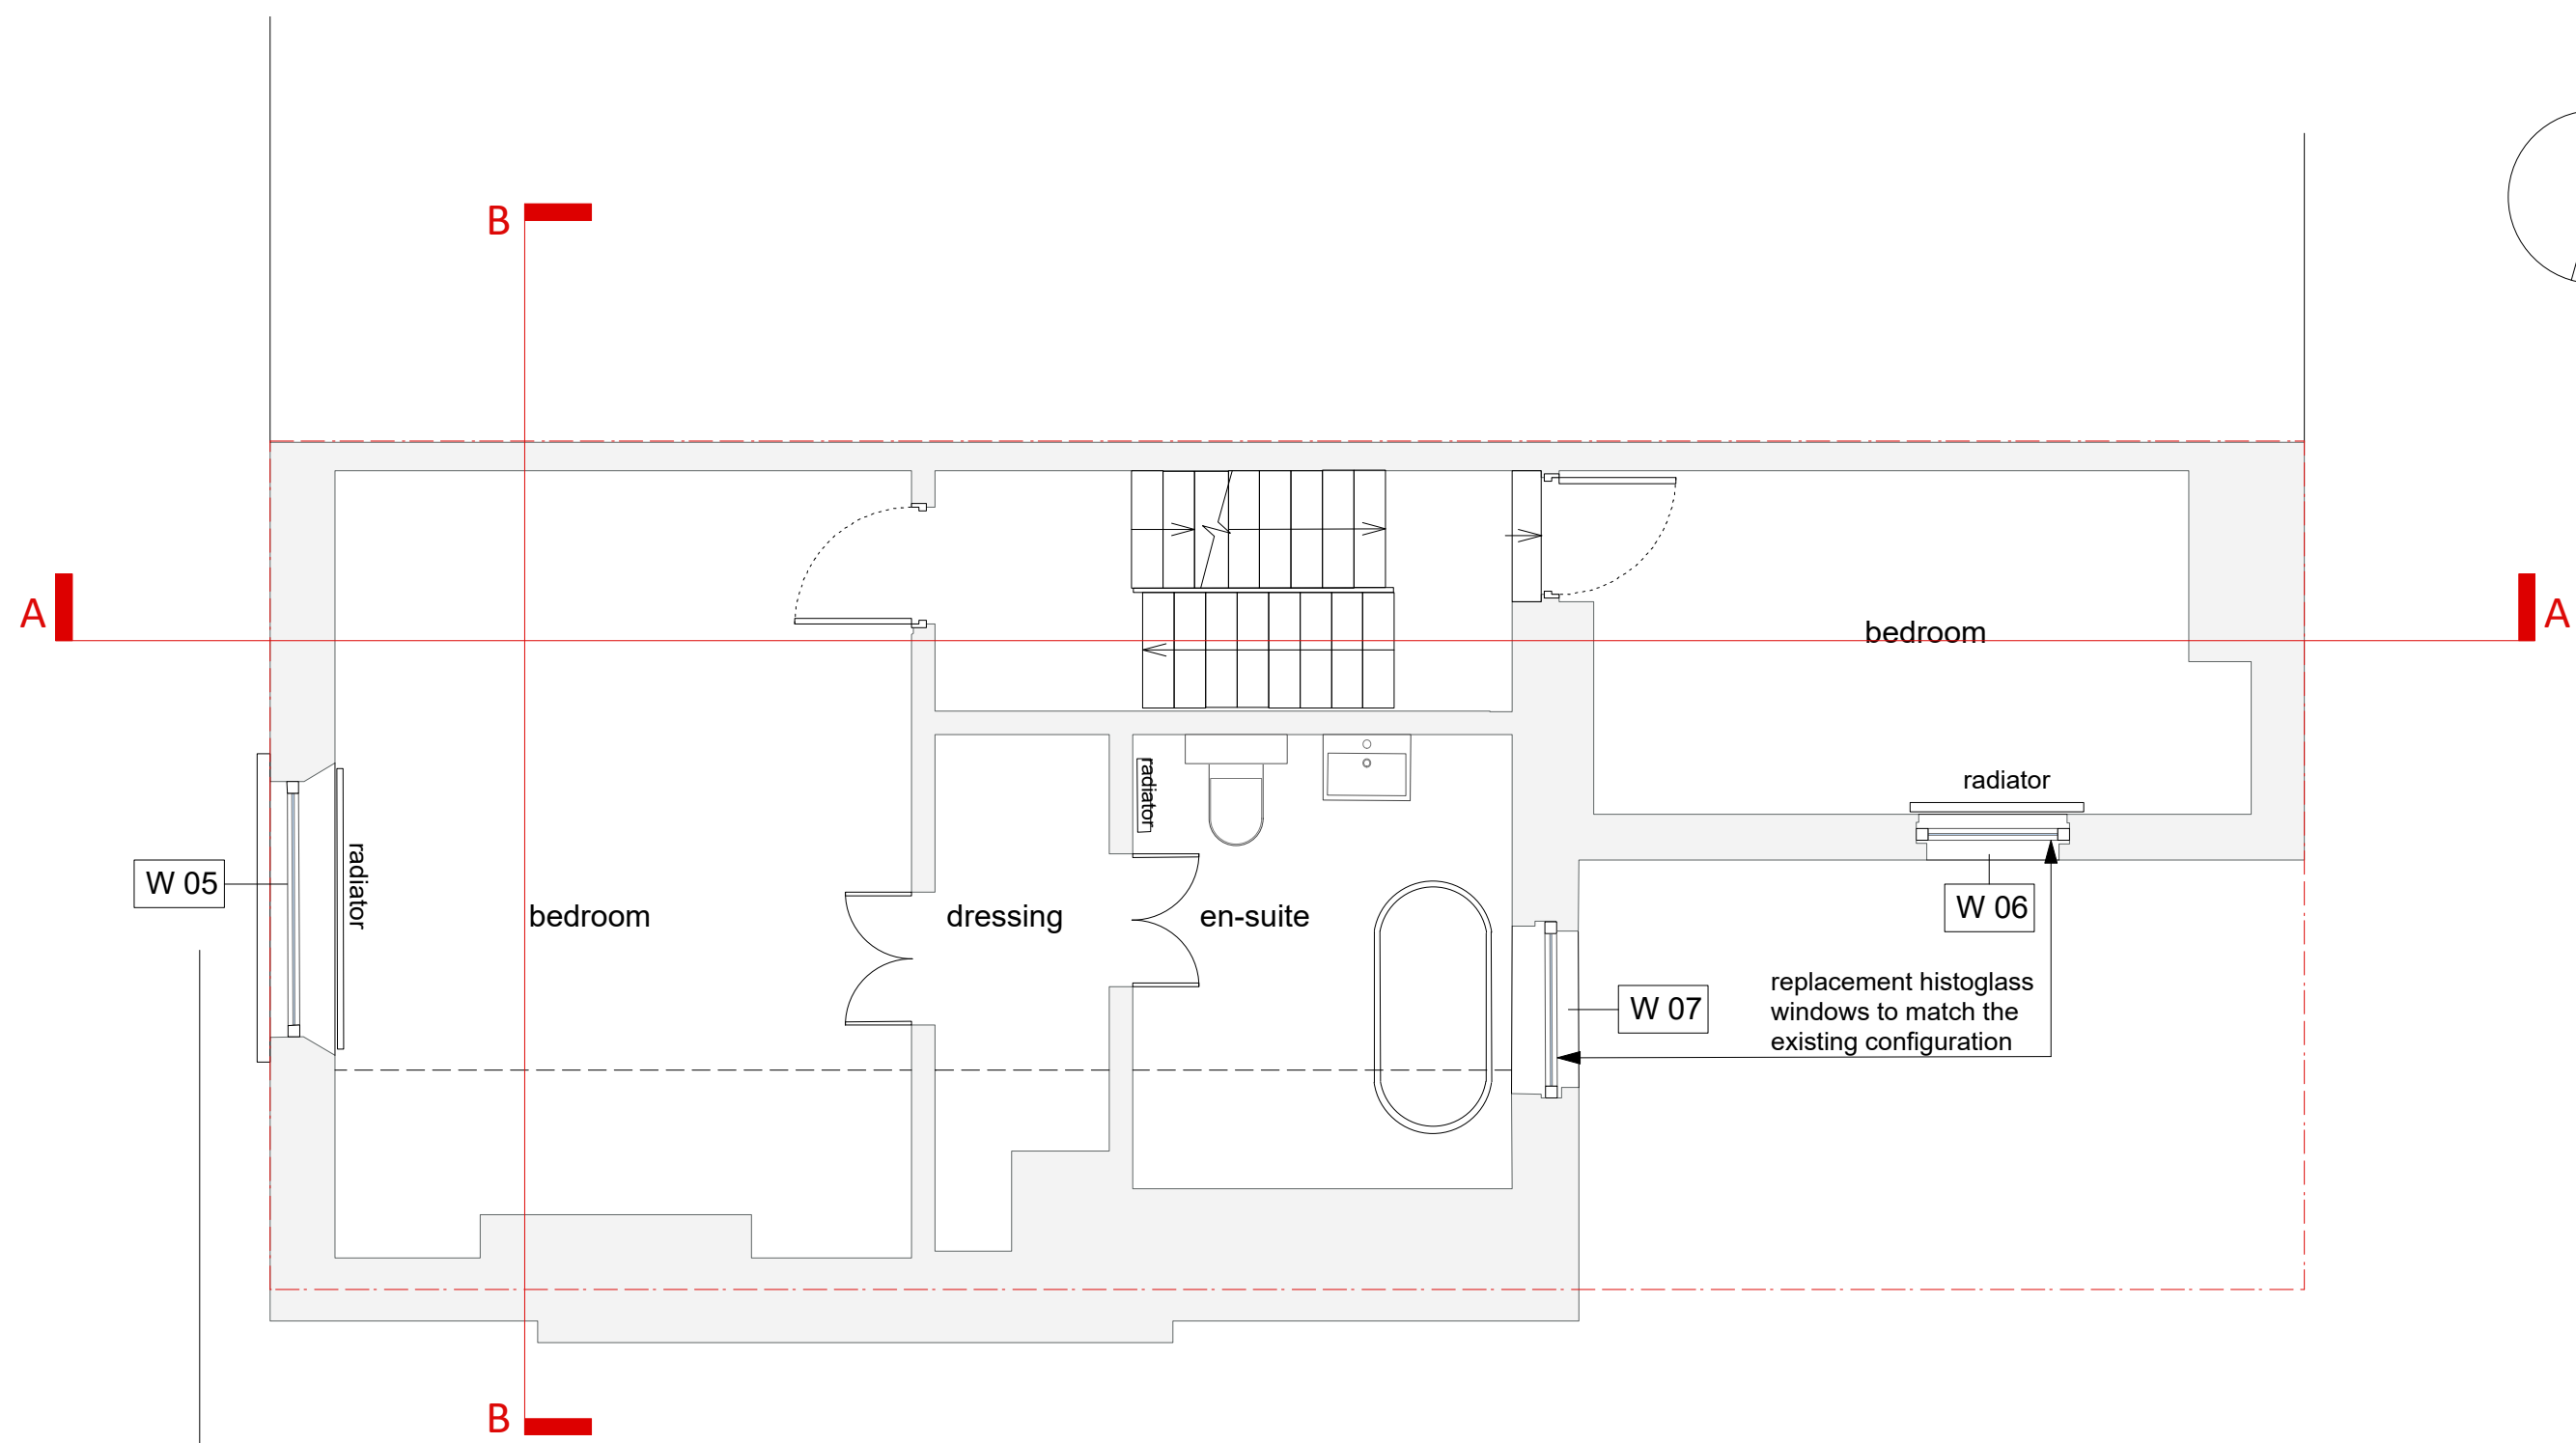 B
A
A
bedroom
radiator
radiator
radiator
W 05
bedroom
dressing
en-suite
W 06
W 07
replacement histoglass
windows to match the
existing configuration
B